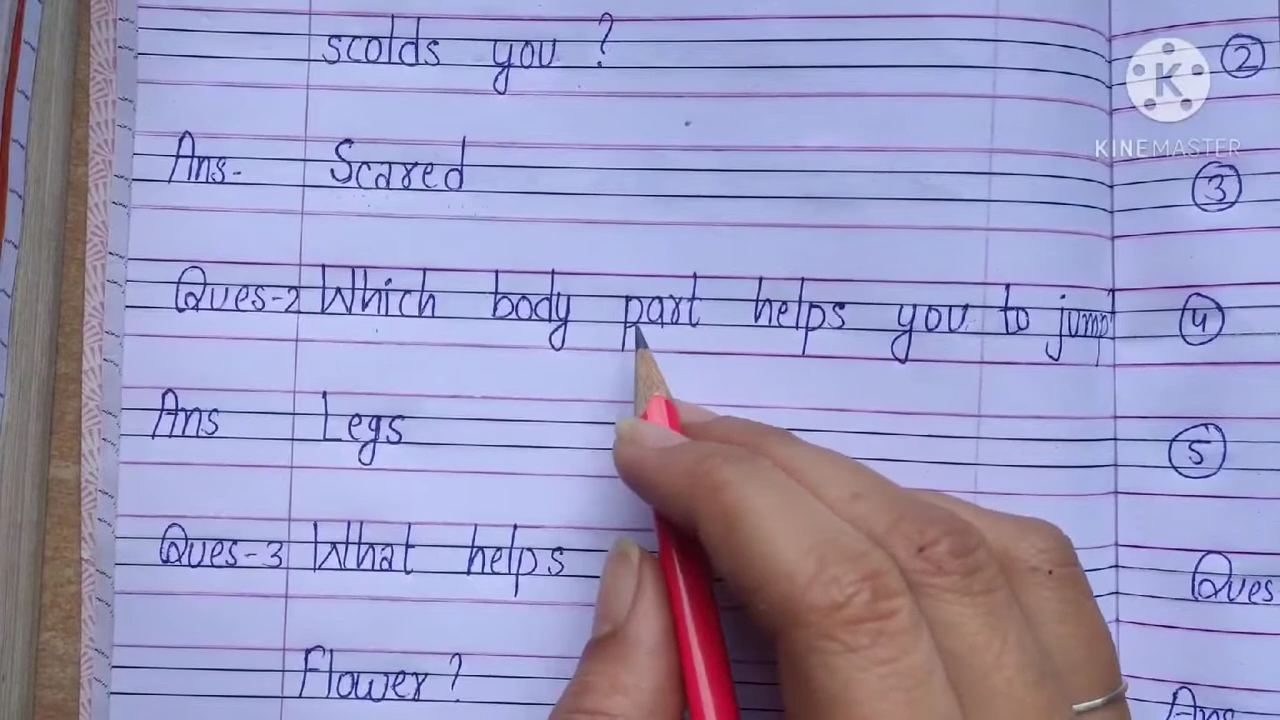 scolds you ?
Ans- Scared
Ques-2 Which body part helps you to jump
Ans Legs
Ques-3 What helps
Flower ?
KINEMASTER
2
3
4
5
Ques
Ans